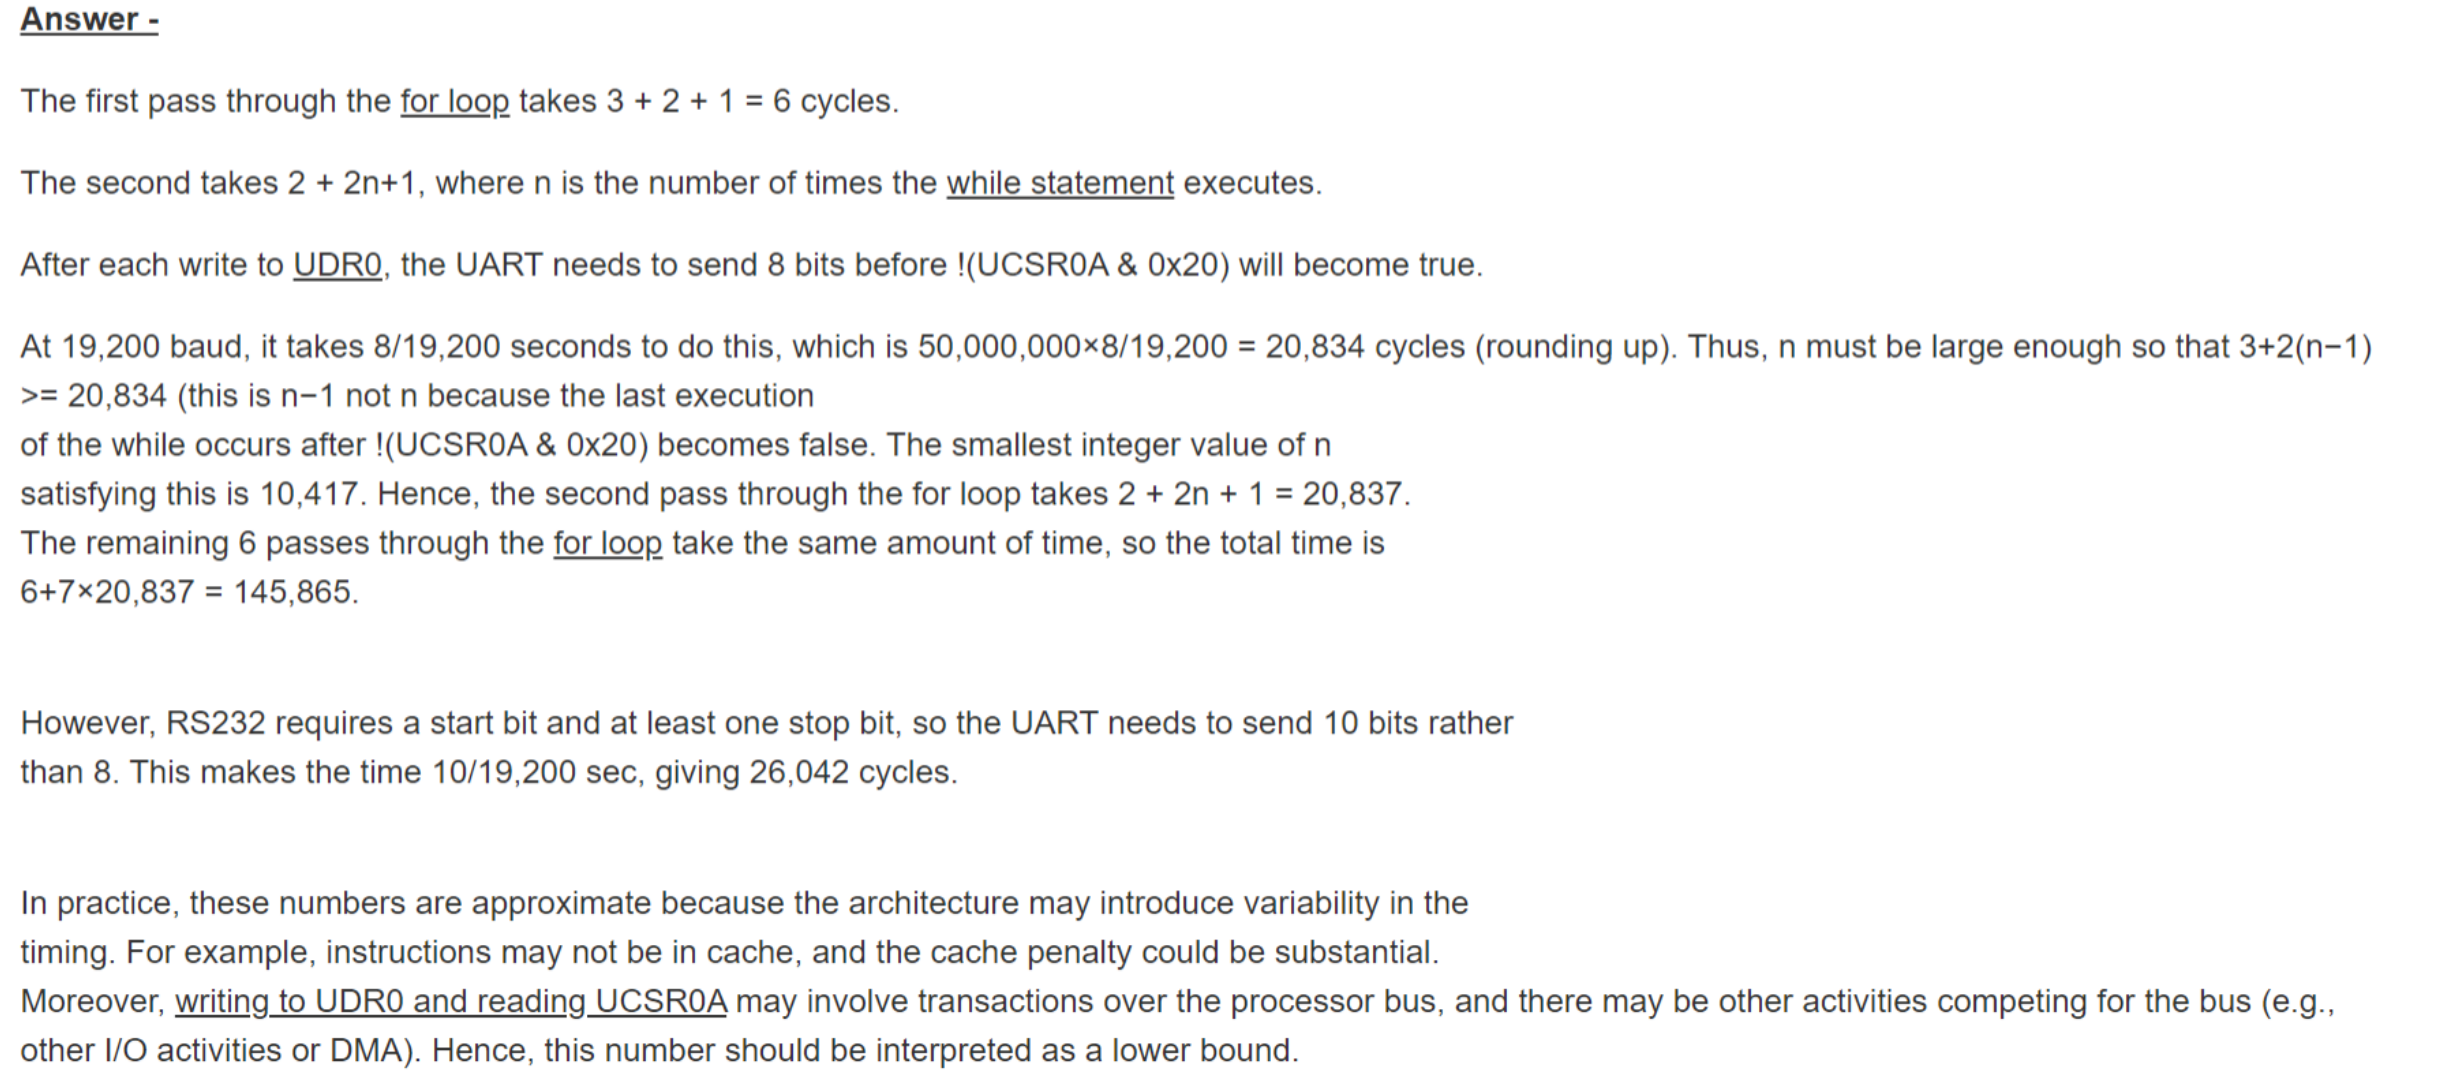 Answer -
The first pass through the for loop takes 3 + 2 + 1 = 6 cycles.
The second takes 2 + 2n+1, where n is the number of times the while statement executes.
After each write to UDR0, the UART needs to send 8 bits before !(UCSR0A & 0x20) will become true.
At 19,200 baud, it takes 8/19,200 seconds to do this, which is 50,000,000×8/19,200 = 20,834 cycles (rounding up). Thus, n must be large enough so that 3+2(n−1)
>= 20,834 (this is n−1 not n because the last execution
of the while occurs after !(UCSR0A & 0x20) becomes false. The smallest integer value of n
satisfying this is 10,417. Hence, the second pass through the for loop takes 2 + 2n + 1 = 20,837.
The remaining 6 passes through the for loop take the same amount of time, so the total time is
6+7×20,837 = 145,865.
However, RS232 requires a start bit and at least one stop bit, so the UART needs to send 10 bits rather
than 8. This makes the time 10/19,200 sec, giving 26,042 cycles.
In practice, these numbers are approximate because the architecture may introduce variability in the
timing. For example, instructions may not be in cache, and the cache penalty could be substantial.
Moreover, writing to UDR0 and reading UCSR0A may involve transactions over the processor bus, and there may be other activities competing for the bus (e.g.,
other I/O activities or DMA). Hence, this number should be interpreted as a lower bound.